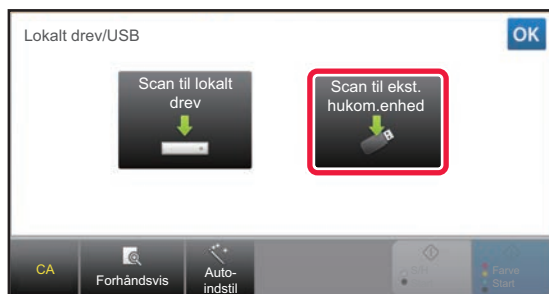 Lokalt drev/USB
OK
Scan til lokalt
drev
Scan til ekst.
hukom.enhed
CA
Forhåndsvis
Auto-
indstil
Farve
Start